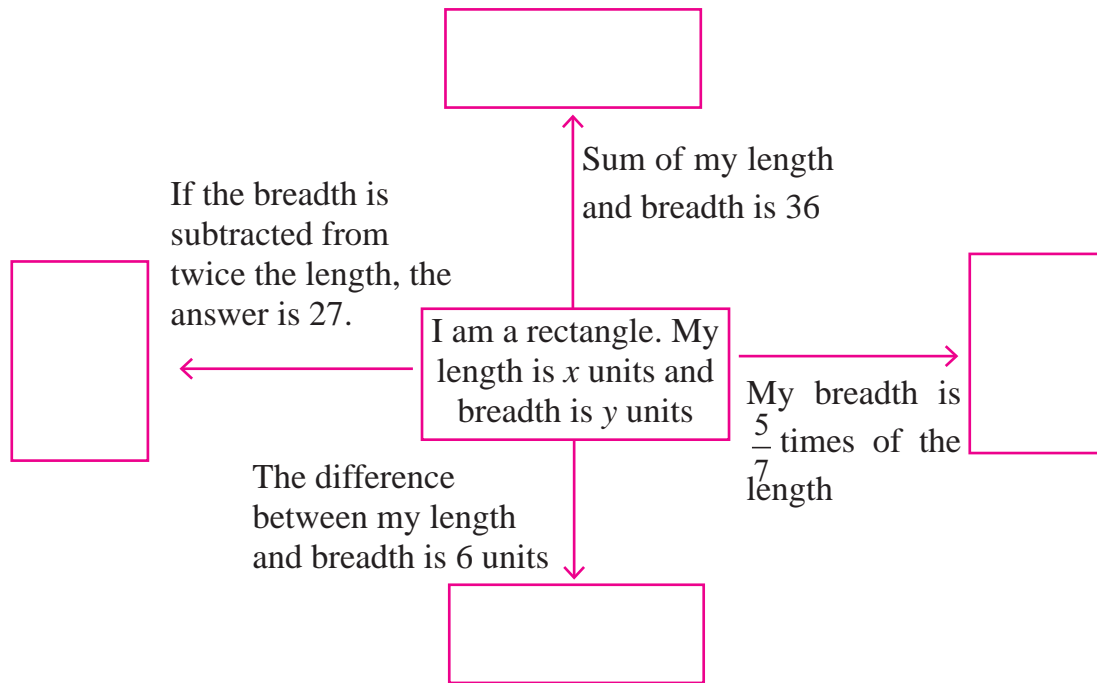 Sum of my length
and breadth is 36
If the breadth is
subtracted from
twice the length, the
answer is 27.
I am a rectangle. My
length is x units and
breadth is y units
My breadth is
5/7 times of the
length
The difference
between my length
and breadth is 6 units